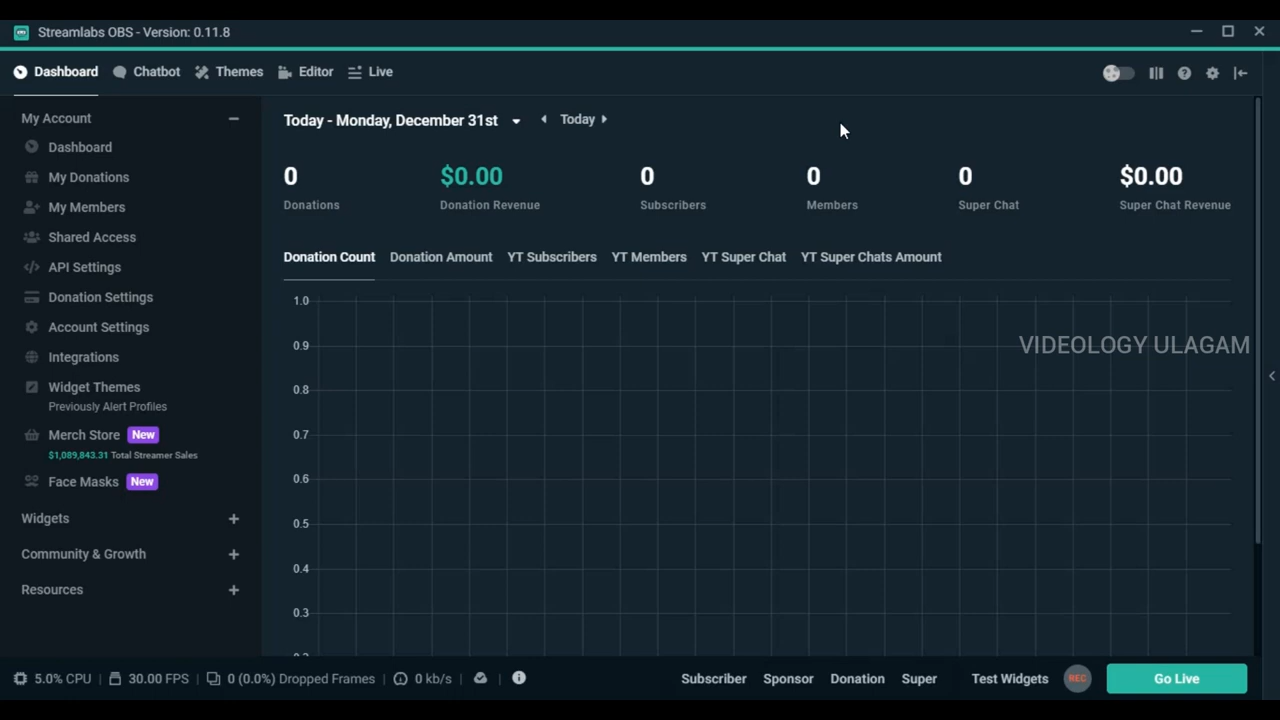 Streamlabs OBS - Version: 0.11.8
Dashboard Chatbot Themes Editor Live
My Account
Dashboard
My Donations
My Members
Shared Access
API Settings
Donation Settings
Account Settings
Integrations
Widget Themes
Previously Alert Profiles
Merch Store New
$1,089,843.31 Total Streamer Sales
Face Masks New
Widgets
Community & Growth
Resources
Today - Monday, December 31st Today
0 $0.00 0 0 0 $0.00
Donations Donation Revenue Subscribers Members Super Chat Super Chat Revenue
Donation Count Donation Amount YT Subscribers YT Members YT Super Chat YT Super Chats Amount
1.0
0.9
VIDEOLOGY ULAGAM
0.8
0.7
0.6
0.5
0.4
0.3
5.0% CPU | 30.00 FPS | 0 (0.0%) Dropped Frames | 0 kb/s | |
Subscriber Sponsor Donation Super Test Widgets REC Go Live